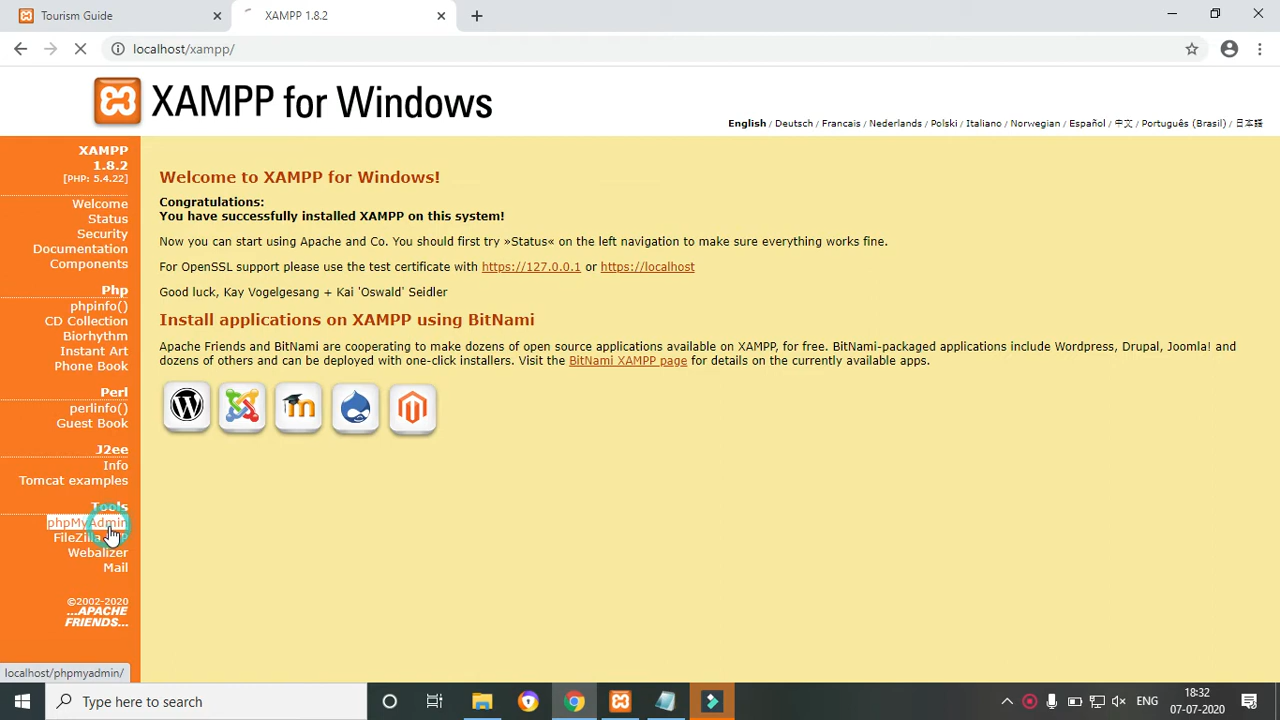 Tourism Guide
XAMPP 1.8.2
localhost/xampp/
XAMPP for Windows
English / Deutsch / Francais / Nederlands / Polski / Italiano / Norwegian / Español / 中文 / Português (Brasil) / 日本語
XAMPP
1.8.2
[PHP: 5.4.22]
Welcome
Status
Security
Documentation
Components
Php
phpinfo()
CD Collection
Biorhythm
Instant Art
Phone Book
Perl
perlinfo()
Guest Book
J2ee
Info
Tomcat examples
Tools
phpMyAdmin
Webalizer
Mail
©2002-2020
...APACHE
FRIENDS...
Welcome to XAMPP for Windows!
Congratulations:
You have successfully installed XAMPP on this system!
Now you can start using Apache and Co. You should first try »Status« on the left navigation to make sure everything works fine.
For OpenSSL support please use the test certificate with https://127.0.0.1 or https://localhost
Good luck, Kay Vogelgesang + Kai 'Oswald' Seidler
Install applications on XAMPP using BitNami
Apache Friends and BitNami are cooperating to make dozens of open source applications available on XAMPP, for free. BitNami-packaged applications include Wordpress, Drupal, Joomla! and
dozens of others and can be deployed with one-click installers. Visit the BitNami XAMPP page for details on the currently available apps.
localhost/phpmyadmin/
Type here to search
ENG
18:32
07-07-2020